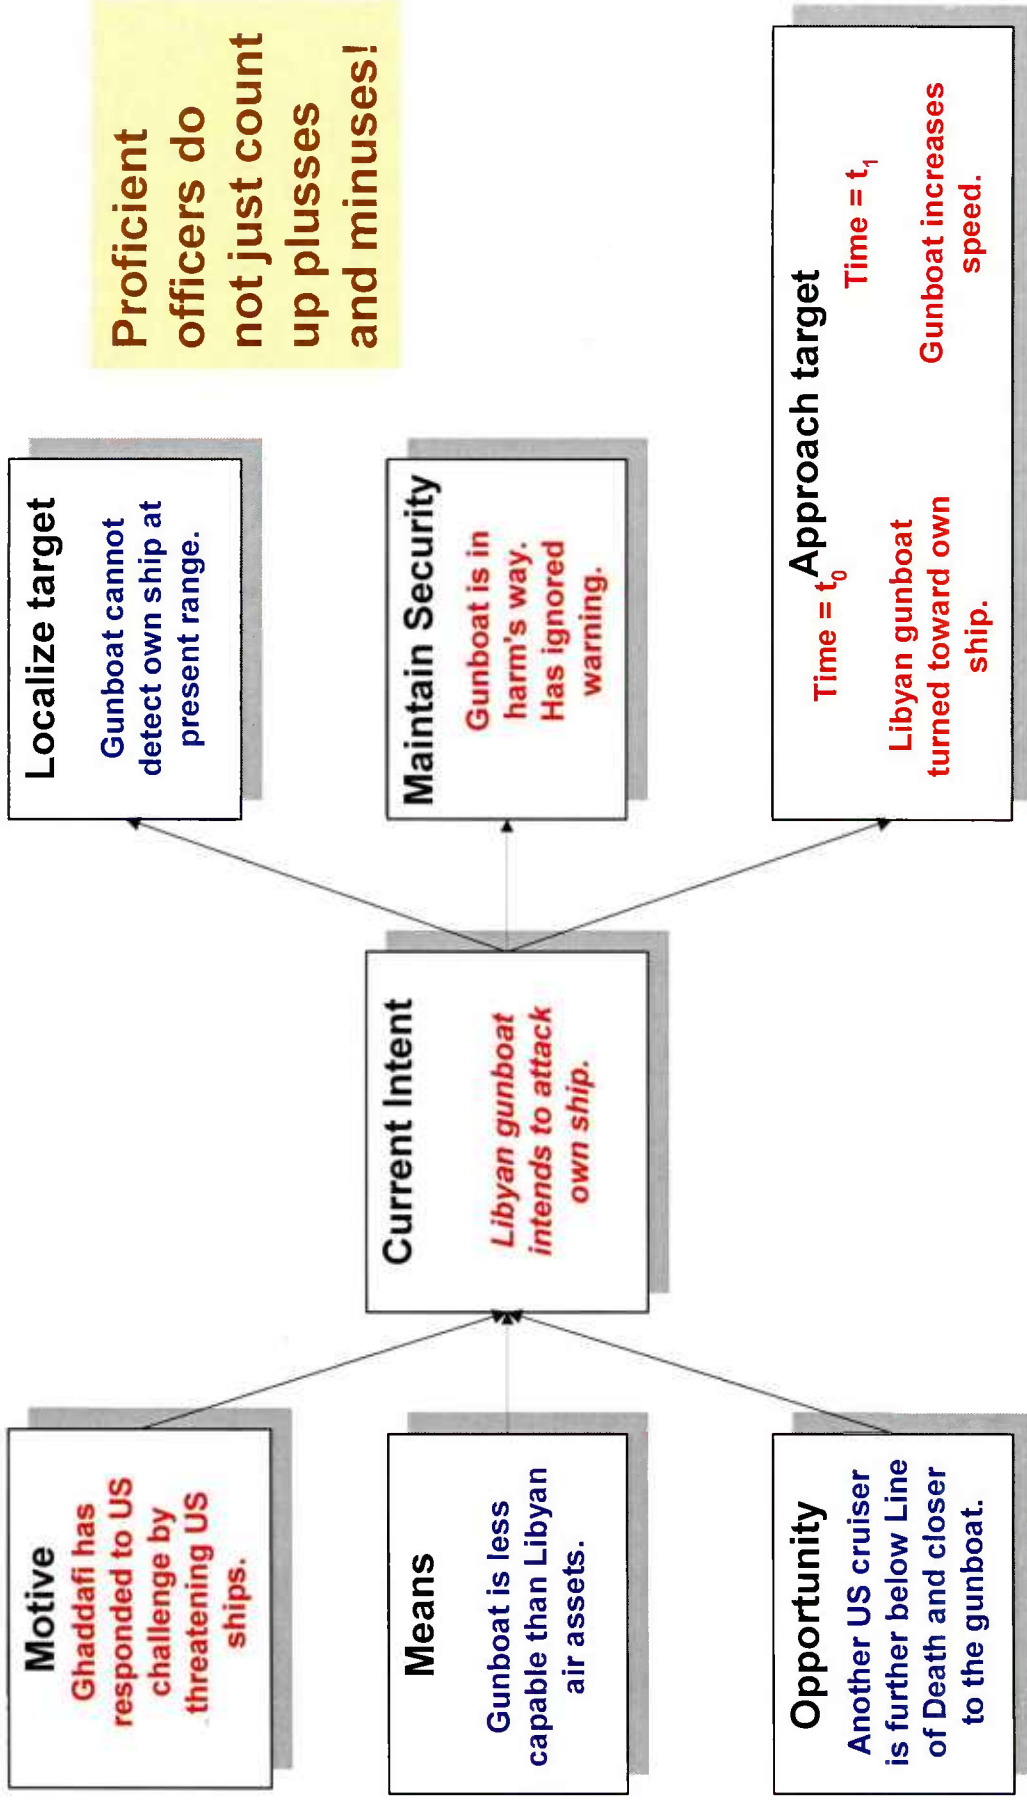 Motive
Ghaddafi has
responded to US
challenge by
threatening US
ships.
Means
Gunboat is less
capable than Libyan
air assets.
Opportunity
Another US cruiser
is further below Line
of Death and closer
to the gunboat.
Current Intent
Libyan gunboat
intends to attack
own ship.
Localize target
Gunboat cannot
detect own ship at
present range.
Maintain Security
Gunboat is in
harm's way.
Has ignored
warning.
Approach target
Time = t0
Libyan gunboat
turned toward own
ship.
Time = t1
Gunboat increases
speed.
Proficient
officers do
not just count
up plusses
and minuses!